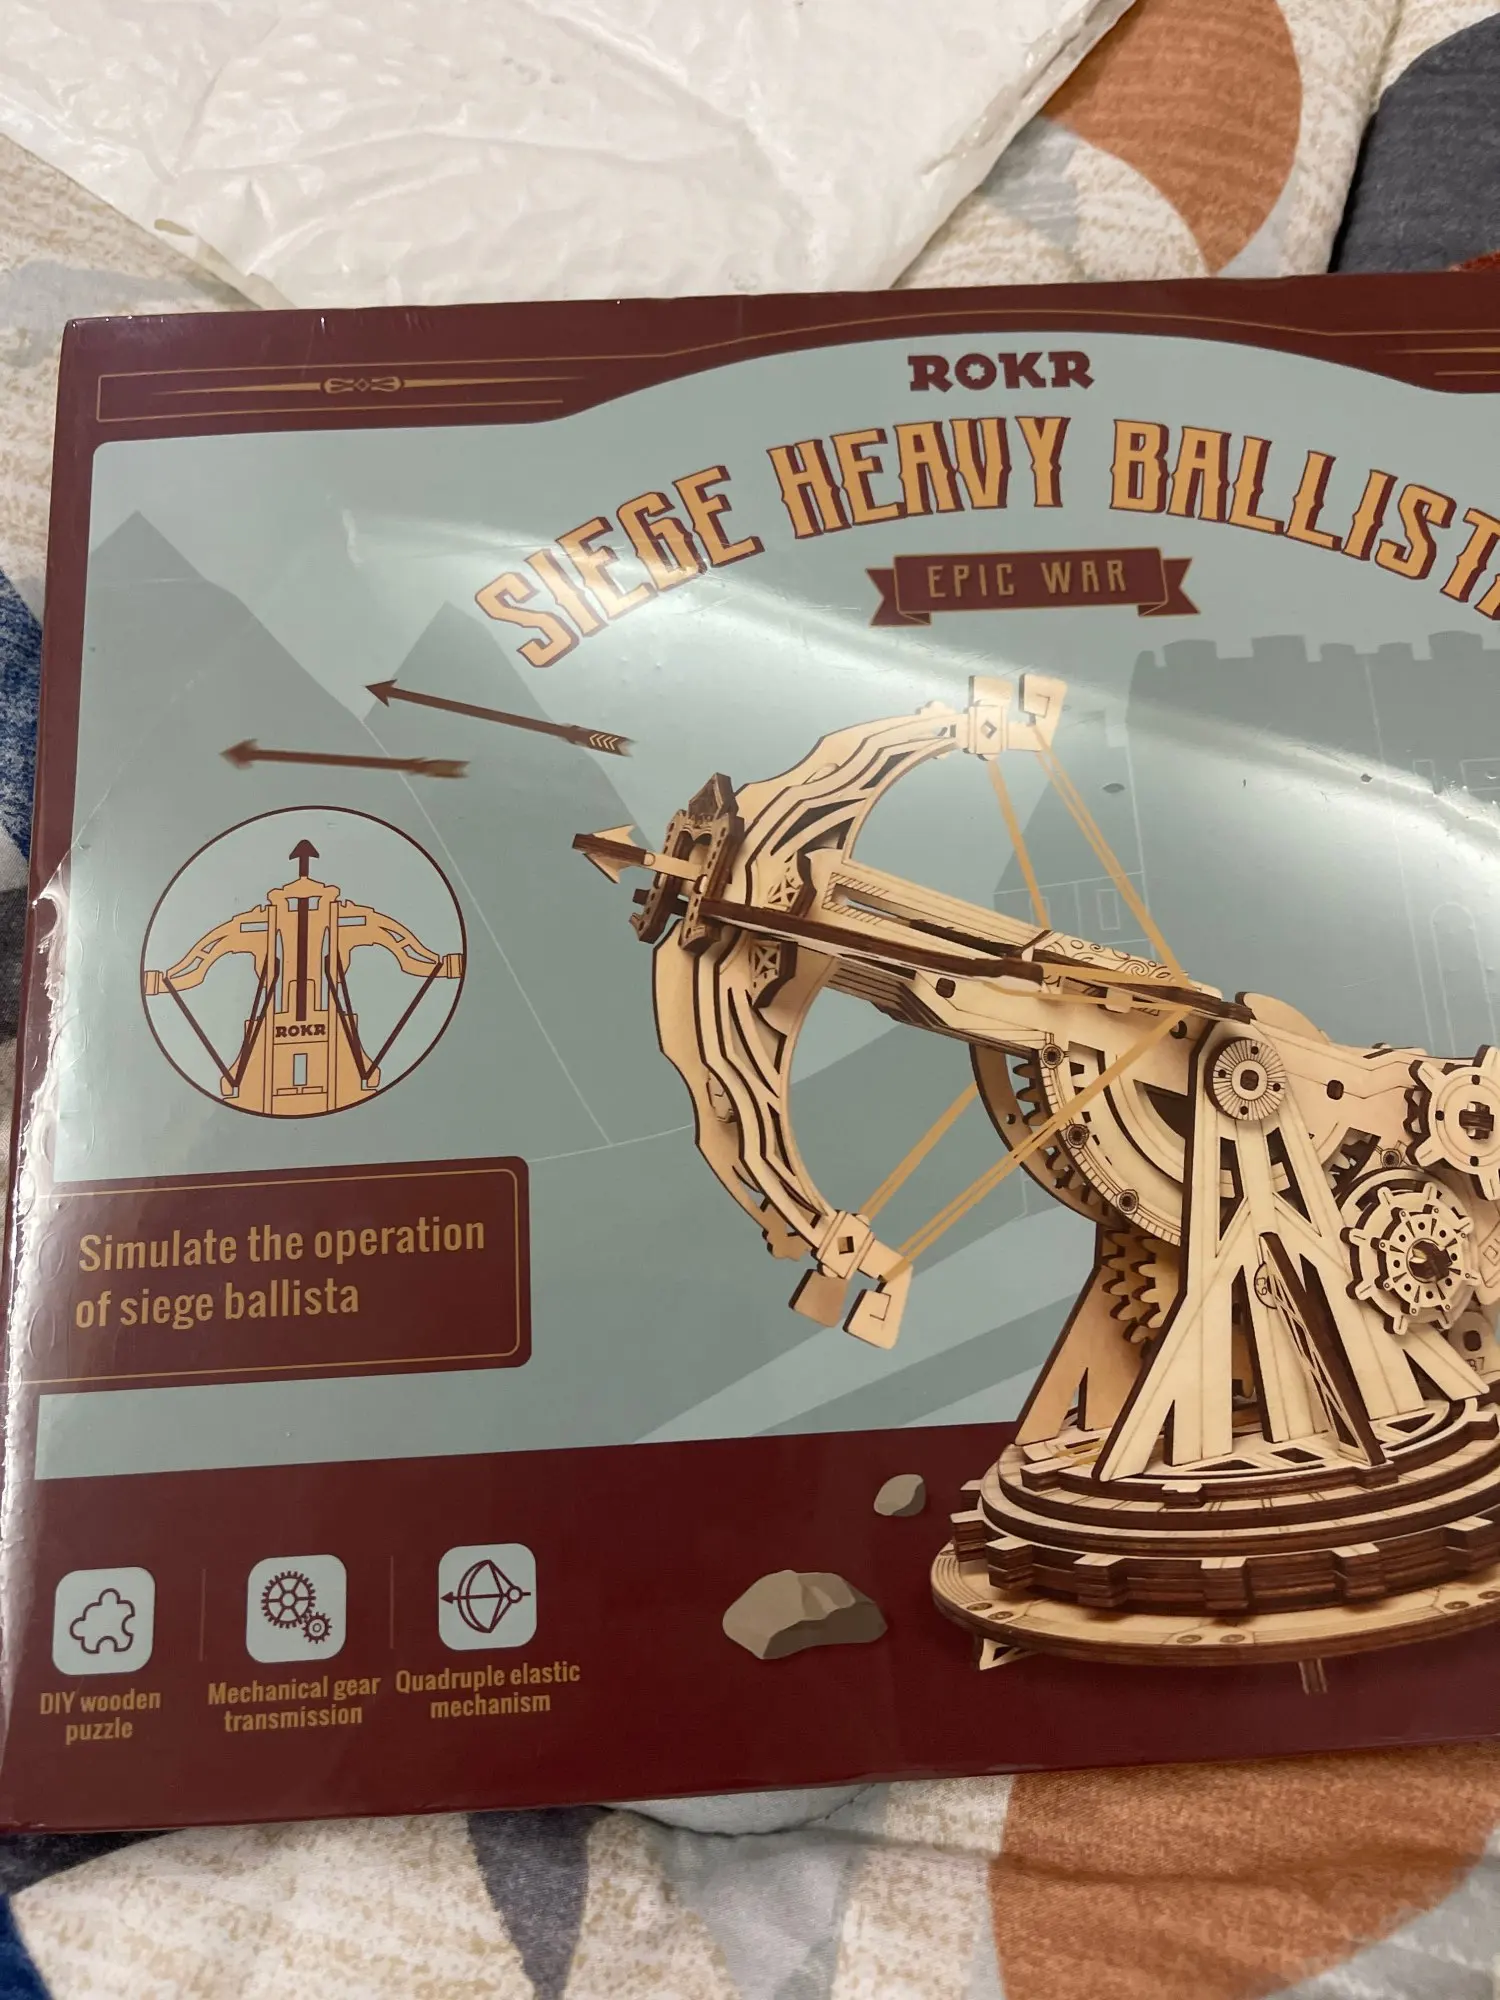 ROKR
SIEGE HEAVY BALLIST
EPIC WAR
ROKR
Simulate the operation
of siege ballista
DIY wooden
puzzle
Mechanical gear
transmission
Quadruple elastic
mechanism